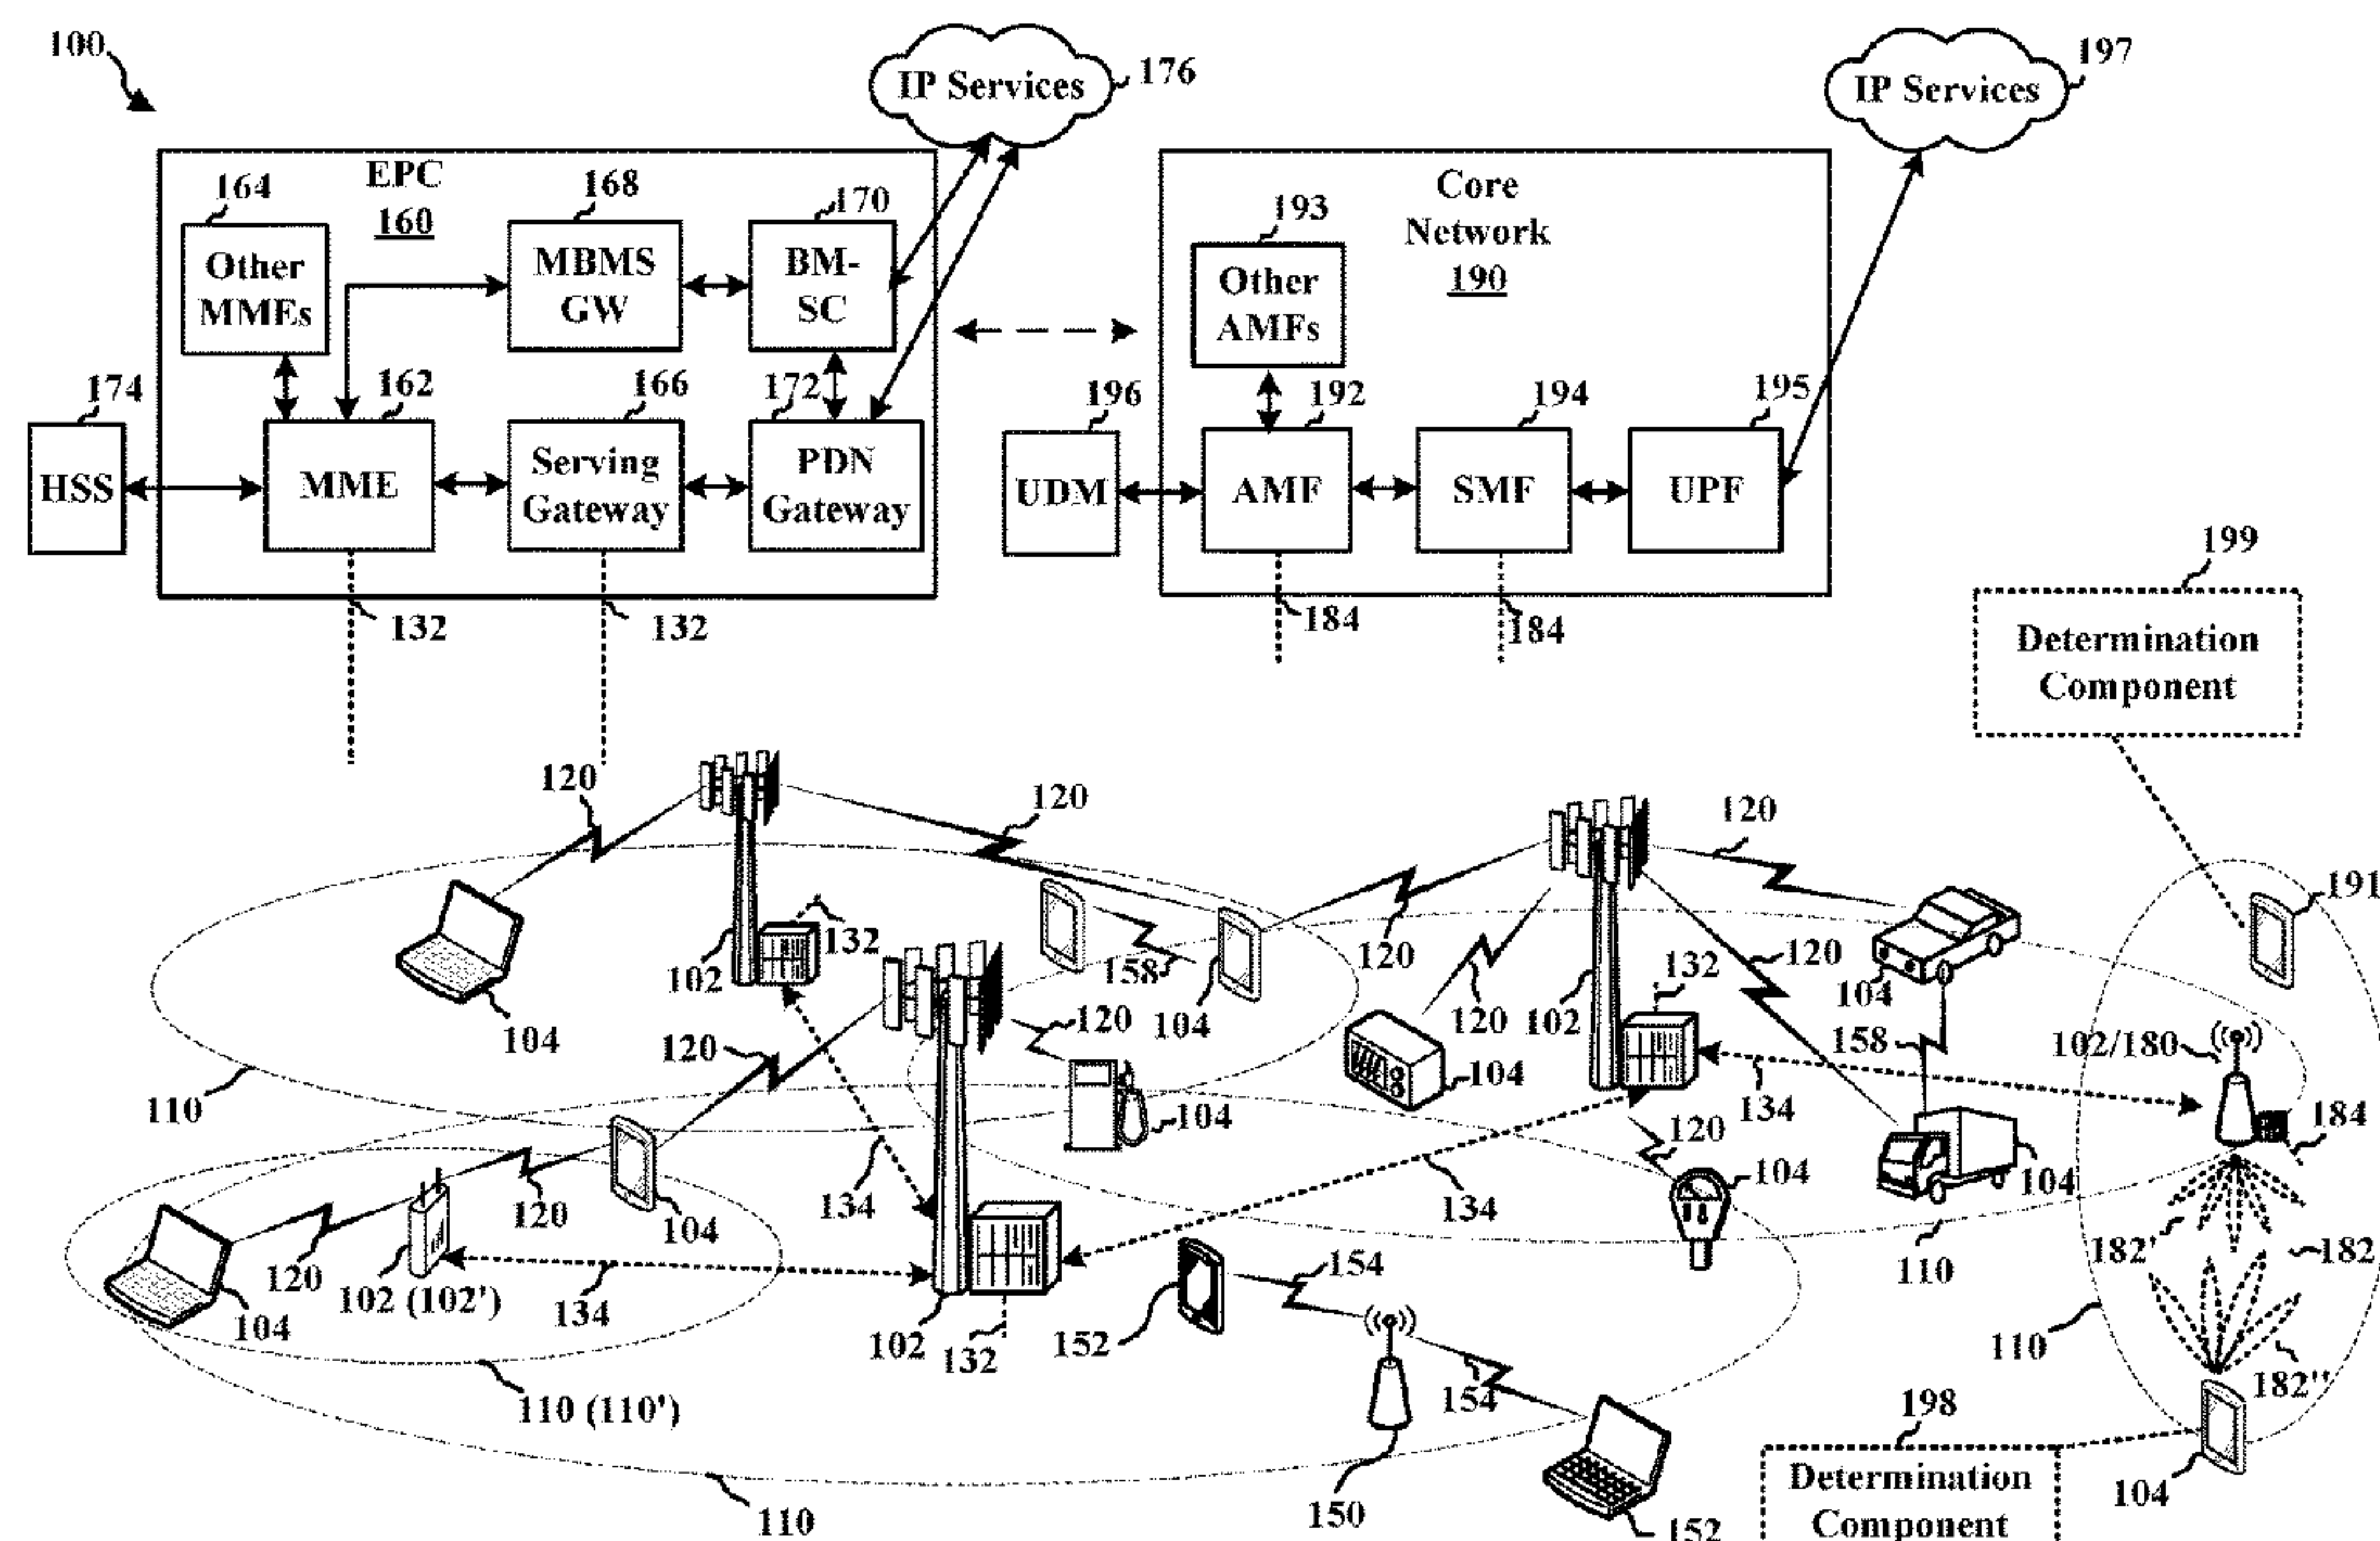 100
IP Services
176
IP Services
197
EPC
160
164
Other
MMEs
168
MBMS
GW
170
BM-
SC
Core
Network
190
193
Other
AMFs
174
HSS
162
MME
166
Serving
Gateway
172
PDN
Gateway
196
UDM
192
AMF
194
SMF
195
UPF
132
132
184
184
199
Determination
Component
120
120
120
120
191
102
132
158
104
120
120
102
132
120
104
104
120
120
104
158
102/180
110
104
104
134
184
120
134
120
104
104
110
182'
182
104
120
102 (102')
134
104
134
102
132
152
154
154
110
182"
110 (110')
150
152
198
Determination
Component
104
110